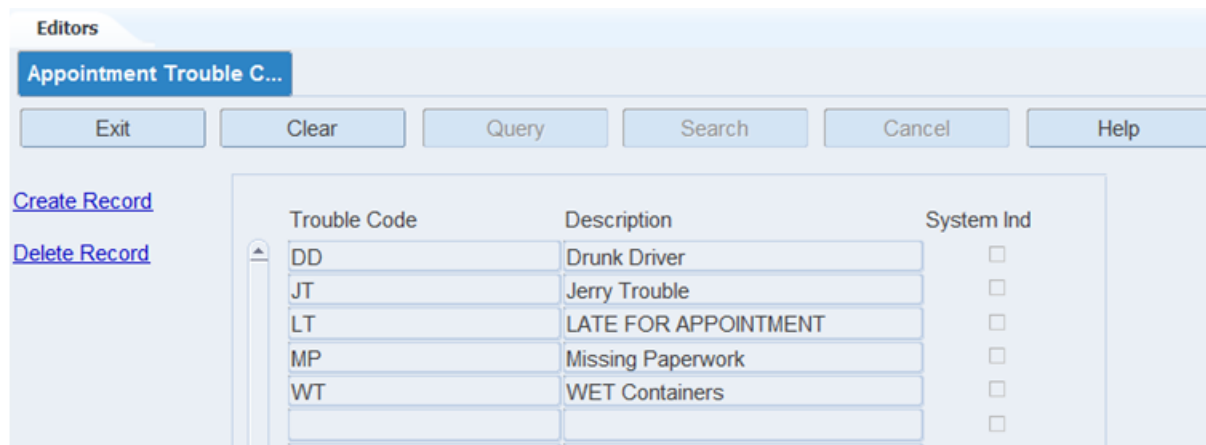 Editors
Appointment Trouble C...
Exit Clear Query Search Cancel Help
Create Record
Delete Record
Trouble Code Description System Ind
DD Drunk Driver
JT Jerry Trouble
LT LATE FOR APPOINTMENT
MP Missing Paperwork
WT WET Containers